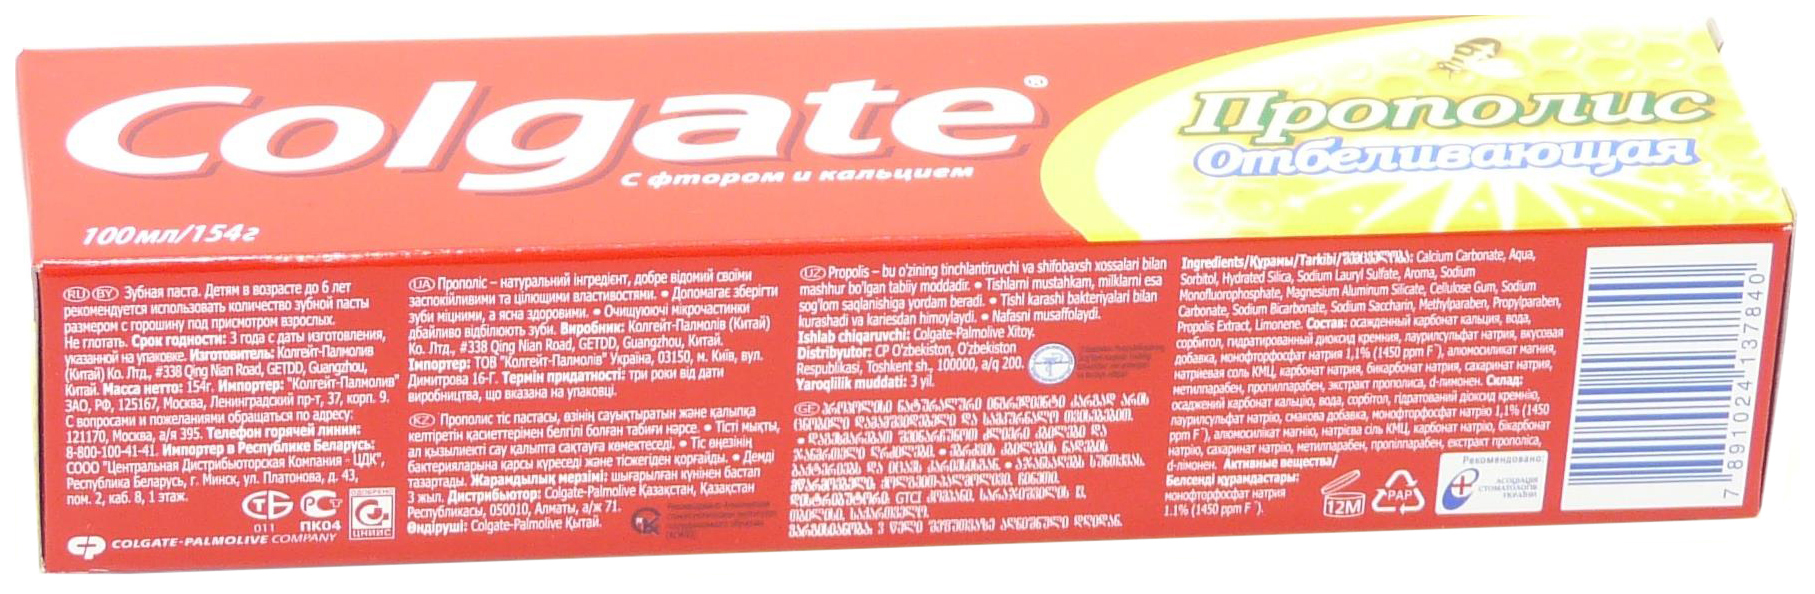 Colgate®
с фтором и кальцием
Прополис
Отбеливающая
100мл/154г
RU BY Зубная паста. Детям в возрасте до 6 лет
рекомендуется использовать количество зубной пасты
размером с горошину под присмотром взрослых.
Не глотать. Срок годности: 3 года с даты изготовления,
указанной на упаковке. Изготовитель: Колгейт-Палмолив
(Китай) Ко. Лтд., #338 Qing Nian Road, GETDD, Guangzhou,
Китай. Масса нетто: 154г. Импортер: "Колгейт-Палмолив"
ЗАО, РФ, 125167, Москва, Ленинградский пр-т, 37, корп. 9.
С вопросами и пожеланиями обращаться по адресу:
121170, Москва, а/я 395. Телефон горячей линии:
8-800-100-41-41. Импортер в Республике Беларусь:
СООО "Центральная Дистрибьюторская Компания - ЦДК",
Республика Беларусь, г. Минск, ул. Платонова, д. 43,
пом. 2, каб. 8, 1 этаж.
011
ПК04
ЦНИИС
COLGATE-PALMOLIVE COMPANY
UA Прополіс – натуральний інгредієнт, добре відомий своїми
заспокійливими та цілющими властивостями. • Допомагає зберігти
зуби міцними, а ясна здоровими. • Очищуючі мікрочастинки
дбайливо відбілюють зуби. Виробник: Колгейт-Палмолів (Китай)
Ко. Лтд., #338 Qing Nian Road, GETDD, Guangzhou, Китай.
Імпортер: ТОВ "Колгейт-Палмолів" Україна, 03150, м. Київ, вул.
Димитрова 16-Г. Термін придатності: три роки від дати
виробництва, що вказана на упаковці.
KZ Прополис тіс пастасы, өзінің сауықтыратын және қалыпқа
келтіретін қасиеттерімен белгілі болған табиғи нәрсе. • Тісті мықты,
ал қызылиекті сау қалыпта сақтауға көмектеседі. • Тіс өңезінің
бактерияларына қарсы күреседі және тісжегіден қорғайды. • Демді
тазартады. Жарамдылық мерзімі: шығарылған күнінен бастап
3 жыл. Дистрибьютор: Colgate-Palmolive Қазақстан, Қазақстан
Республикасы, 050010, Алматы, а/ж 71.
Өндіруші: Colgate-Palmolive Қытай.
UZ Propolis – bu o'zining tinchlantiruvchi va shifobaxsh xossalari bilan
mashhur bo'lgan tabiiy moddadir. • Tishlarni mustahkam, milklarni esa
sog'lom saqlanishiga yordam beradi. • Tishi karashi bakteriyalari bilan
kurashadi va kariesdan himoylaydi. • Nafasni musaffolaydi.
Ishlab chiqaruvchi: Colgate-Palmolive Xitoy.
Distributyor: CP O'zbekiston, O'zbekiston
Respublikasi, Toshkent sh., 100000, a/q 200.
Yaroqlilik muddati: 3 yil.
GE
GTCI
Ingredients/Құрамы/Tarkibi/: Calcium Carbonate, Aqua,
Sorbitol, Hydrated Silica, Sodium Lauryl Sulfate, Aroma, Sodium
Monofluorophosphate, Magnesium Aluminum Silicate, Cellulose Gum, Sodium
Carbonate, Sodium Bicarbonate, Sodium Saccharin, Methylparaben, Propylparaben,
Propolis Extract, Limonene. Состав: осажденный карбонат кальция, вода,
сорбитол, гидратированный диоксид кремния, лаурилсульфат натрия, вкусовая
добавка, монофторфосфат натрия 1,1% (1450 ppm F⁻), алюмосиликат магния,
натриевая соль КМЦ, карбонат натрия, бикарбонат натрия, сахаринат натрия,
метилпарабен, пропилпарабен, экстракт прополиса, d-лимонен. Склад:
осаджений карбонат кальцію, вода, сорбітол, гідратований діоксид кремнію,
лаурилсульфат натрію, смакова добавка, монофторфосфат натрію 1,1% (1450
ppm F⁻), алюмосилікат магнію, натрієва сіль КМЦ, карбонат натрію, бікарбонат
натрію, сахаринат натрію, метилпарабен, пропілпарабен, екстракт прополіса,
d-лімонен. Активные вещества/
Белсенді құрамдастары:
монофторфосфат натрия
1.1% (1450 ppm F⁻).
12M
PAP
Рекомендовано:
АСОЦІАЦІЯ
СТОМАТОЛОГІВ
УКРАЇНИ
7 891024 137840